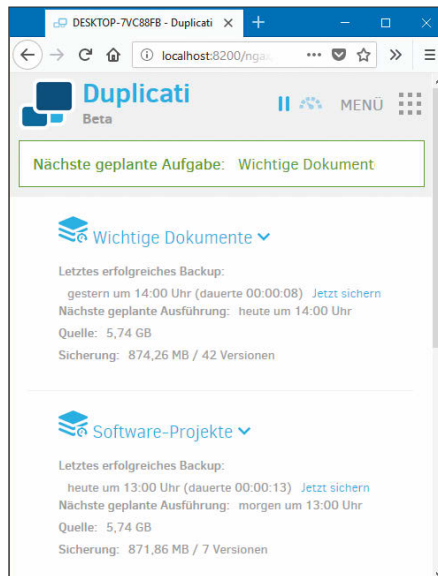 DESKTOP-7VC88FB - Duplicati
localhost:8200/ngax
Duplicati
Beta
MENÜ
Nächste geplante Aufgabe: Wichtige Dokument
Wichtige Dokumente
Letztes erfolgreiches Backup:
gestern um 14:00 Uhr (dauerte 00:00:08) Jetzt sichern
Nächste geplante Ausführung: heute um 14:00 Uhr
Quelle: 5,74 GB
Sicherung: 874,26 MB / 42 Versionen
Software-Projekte
Letztes erfolgreiches Backup:
heute um 13:00 Uhr (dauerte 00:00:13) Jetzt sichern
Nächste geplante Ausführung: morgen um 13:00 Uhr
Quelle: 5,74 GB
Sicherung: 871,86 MB / 7 Versionen